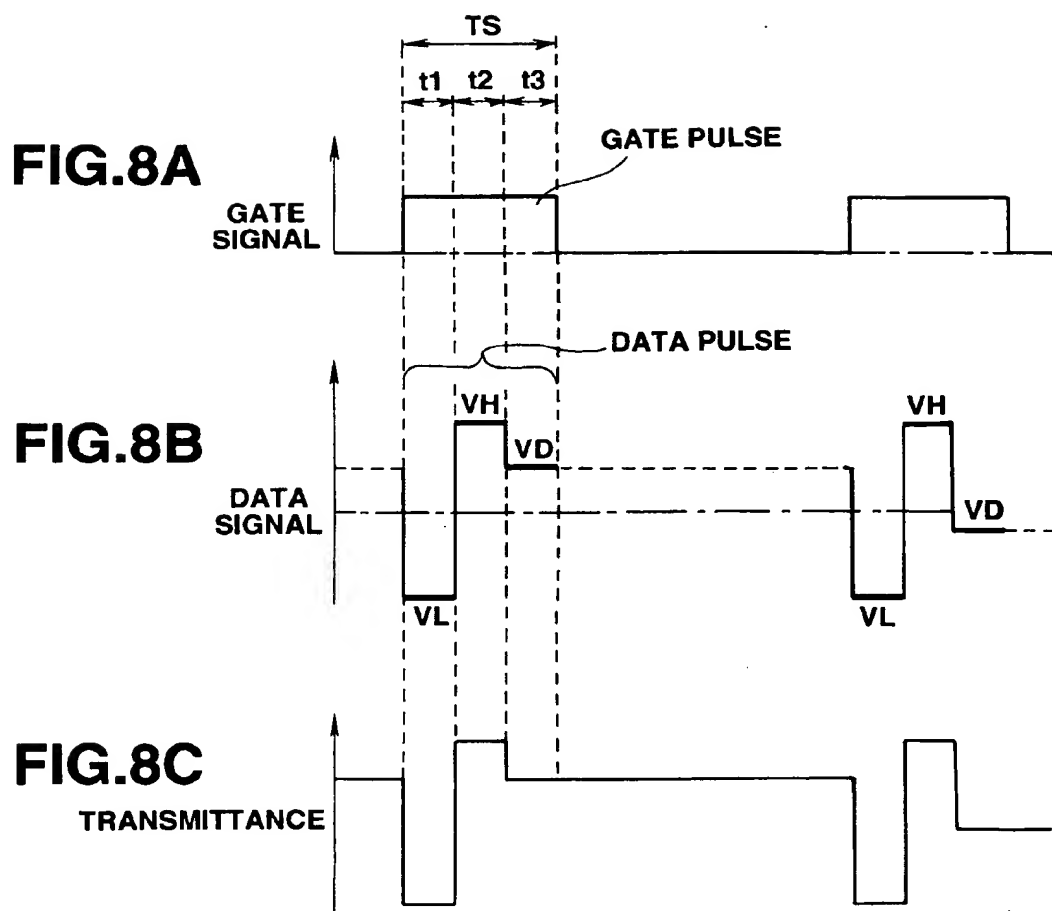 TS
t1 t2 t3
FIG.8A
GATE PULSE
GATE
SIGNAL
DATA PULSE
FIG.8B
VH
VD
VH
VD
DATA
SIGNAL
VL
VL
FIG.8C
TRANSMITTANCE